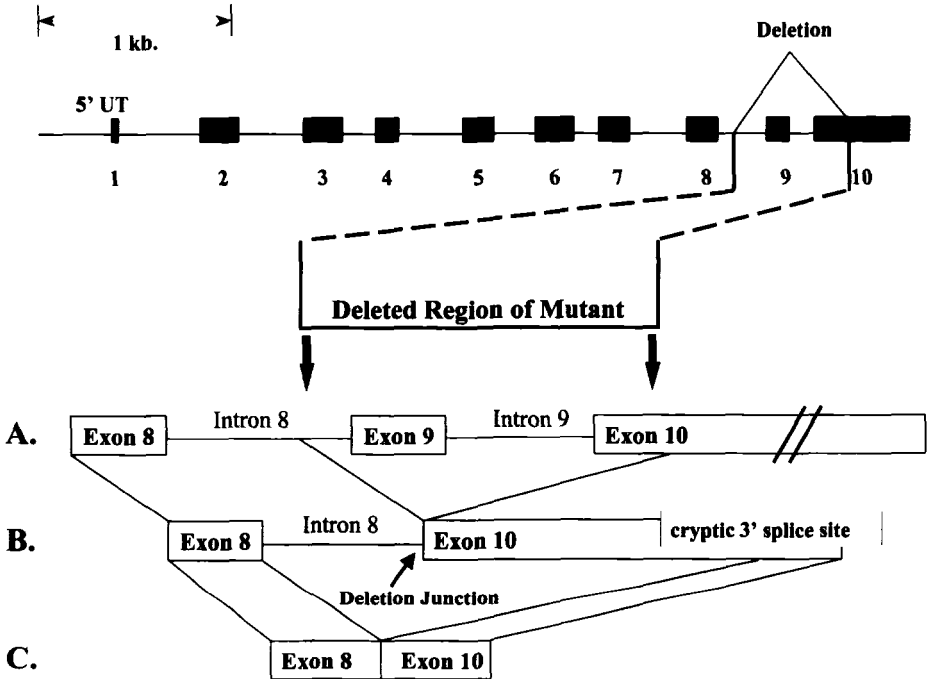 1 kb.
Deletion
5' UT
1 2 3 4 5 6 7 8 9 10
Deleted Region of Mutant
A. Exon 8 Intron 8 Exon 9 Intron 9 Exon 10
B. Exon 8 Intron 8 Exon 10 cryptic 3' splice site
Deletion Junction
C. Exon 8 Exon 10